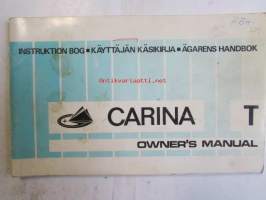 INSTRUKTION BOG ▪ KÄYTTÄJÄN KÄSIKIRJA ▪ ÄGARENS HANDBOK
antikvariaatti.net
CARINA T
OWNER'S MANUAL